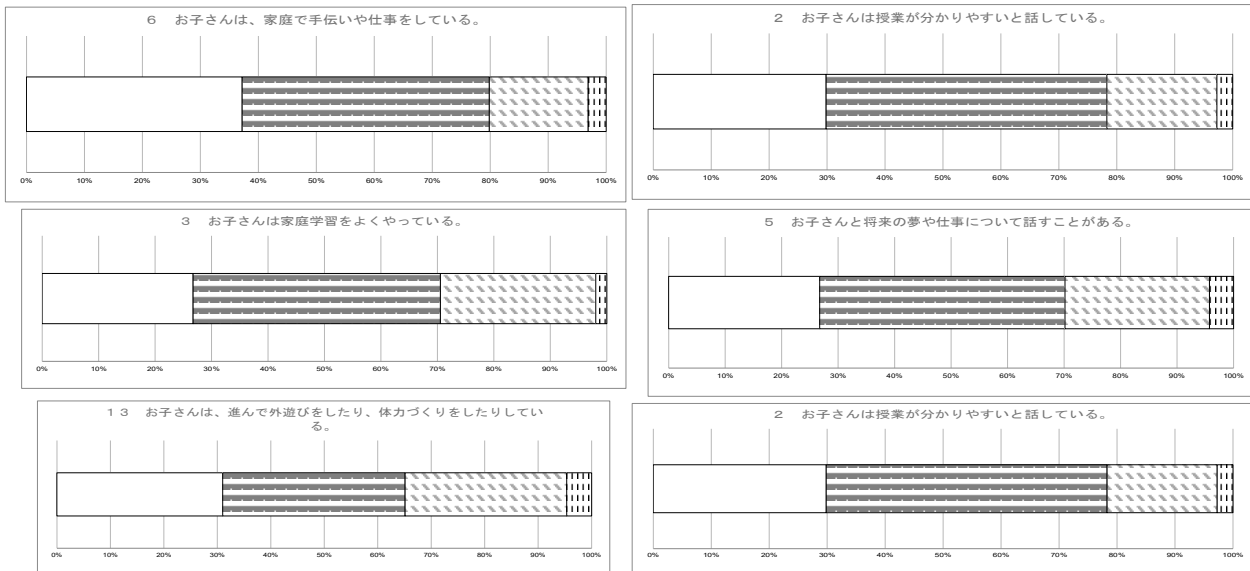 6　お子さんは、家庭で手伝いや仕事をしている。
0% 10% 20% 30% 40% 50% 60% 70% 80% 90% 100%
2　お子さんは授業が分かりやすいと話している。
0% 10% 20% 30% 40% 50% 60% 70% 80% 90% 100%
3　お子さんは家庭学習をよくやっている。
0% 10% 20% 30% 40% 50% 60% 70% 80% 90% 100%
5　お子さんと将来の夢や仕事について話すことがある。
0% 10% 20% 30% 40% 50% 60% 70% 80% 90% 100%
13　お子さんは、進んで外遊びをしたり、体力づくりをしたりしてい
る。
0% 10% 20% 30% 40% 50% 60% 70% 80% 90% 100%
2　お子さんは授業が分かりやすいと話している。
0% 10% 20% 30% 40% 50% 60% 70% 80% 90% 100%